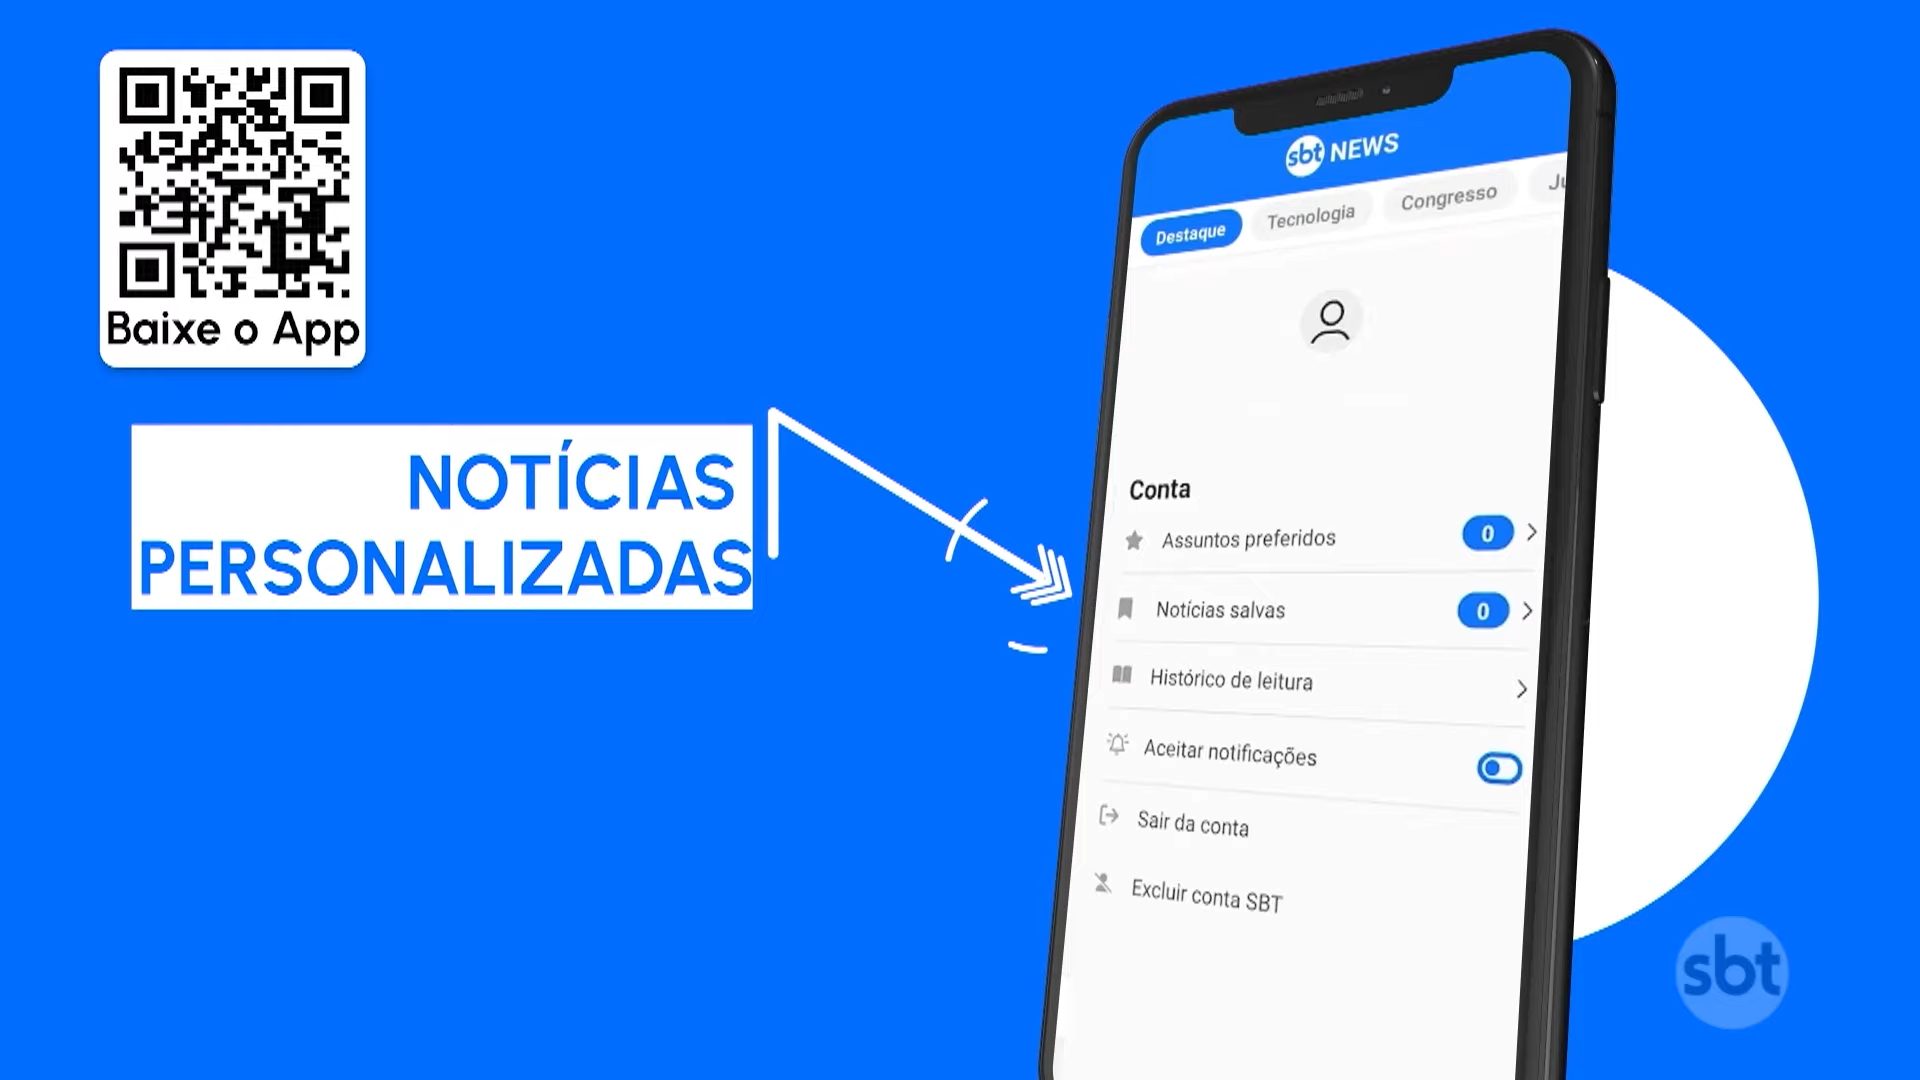 Baixe o App
NOTÍCIAS
PERSONALIZADAS
sbt NEWS
Destaque
Tecnologia
Congresso
Conta
Assuntos preferidos
0
Notícias salvas
0
Histórico de leitura
Aceitar notificações
Sair da conta
Excluir conta SBT
sbt